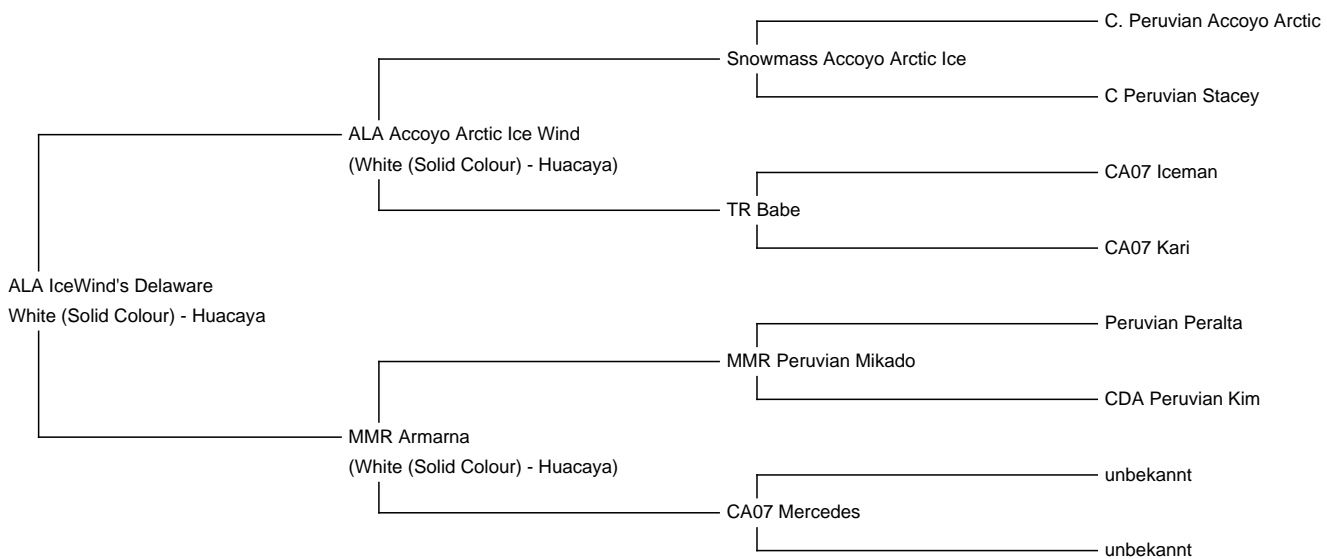 C. Peruvian Accoyo Arctic
Snowmass Accoyo Arctic Ice
C Peruvian Stacey
ALA Accoyo Arctic Ice Wind
(White (Solid Colour) - Huacaya)
CA07 Iceman
TR Babe
CA07 Kari
ALA IceWind's Delaware
White (Solid Colour) - Huacaya
Peruvian Peralta
MMR Peruvian Mikado
CDA Peruvian Kim
MMR Armarna
(White (Solid Colour) - Huacaya)
unbekannt
CA07 Mercedes
unbekannt